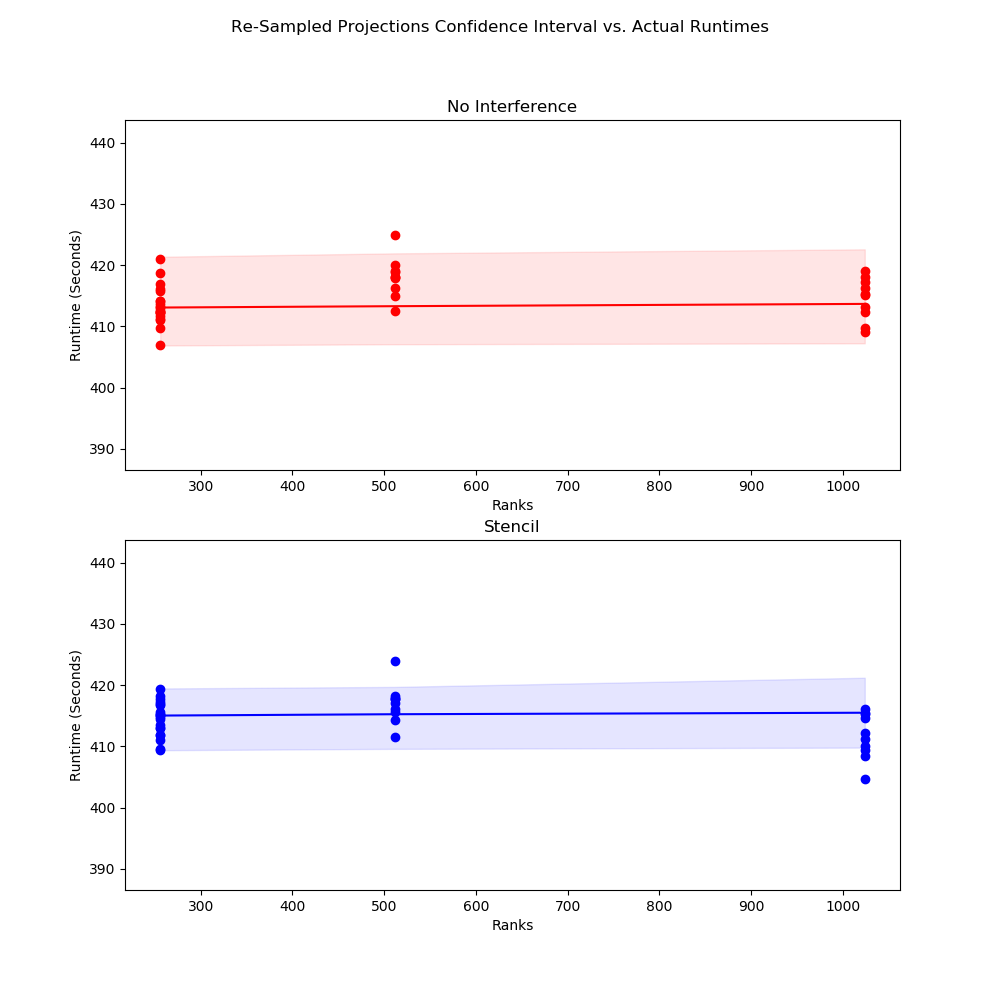 Re-Sampled Projections Confidence Interval vs. Actual Runtimes
No Interference
440
430
420
410
400
390
Runtime (Seconds)
300 400 500 600 700 800 900 1000
Ranks
Stencil
440
430
420
410
400
390
Runtime (Seconds)
300 400 500 600 700 800 900 1000
Ranks